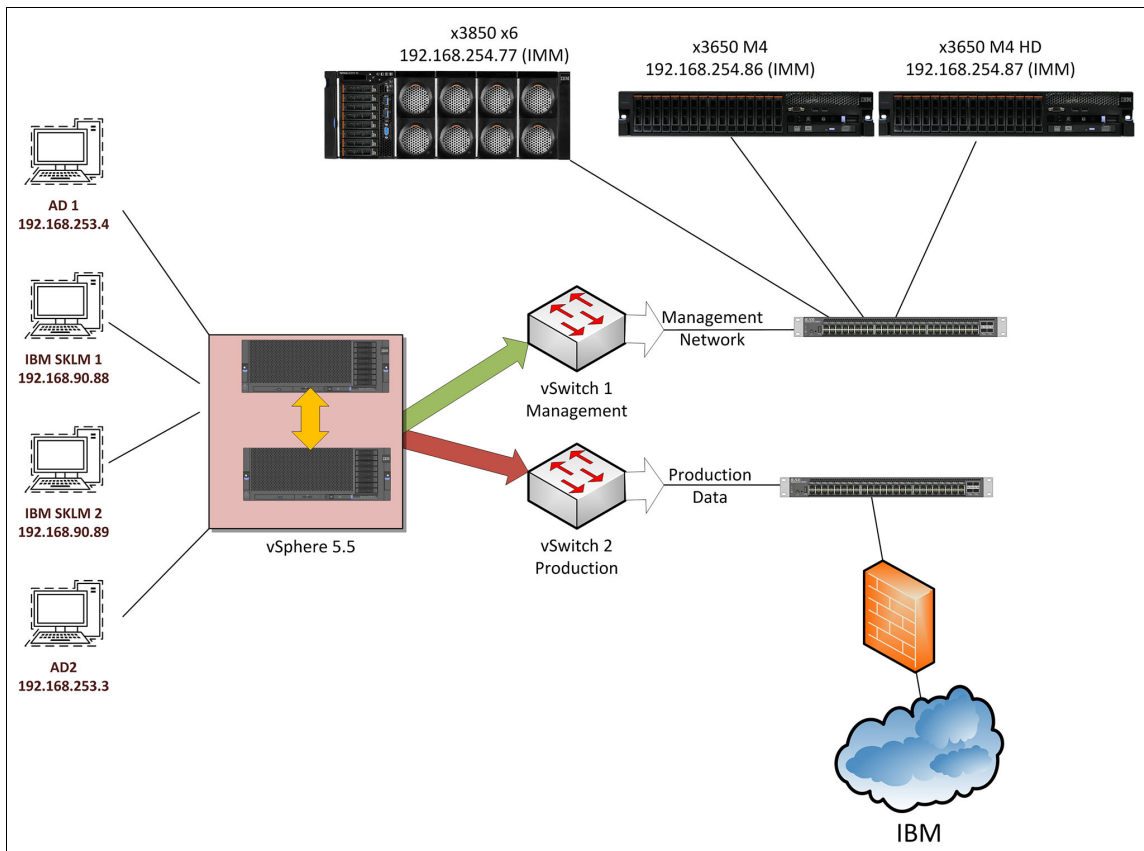 x3850 x6
192.168.254.77 (IMM)
x3650 M4
192.168.254.86 (IMM)
x3650 M4 HD
192.168.254.87 (IMM)
AD 1
192.168.253.4
IBM SKLM 1
192.168.90.88
IBM SKLM 2
192.168.90.89
AD2
192.168.253.3
vSphere 5.5
vSwitch 1
Management
Management
Network
vSwitch 2
Production
Production
Data
IBM
IBM
IBM
IBM